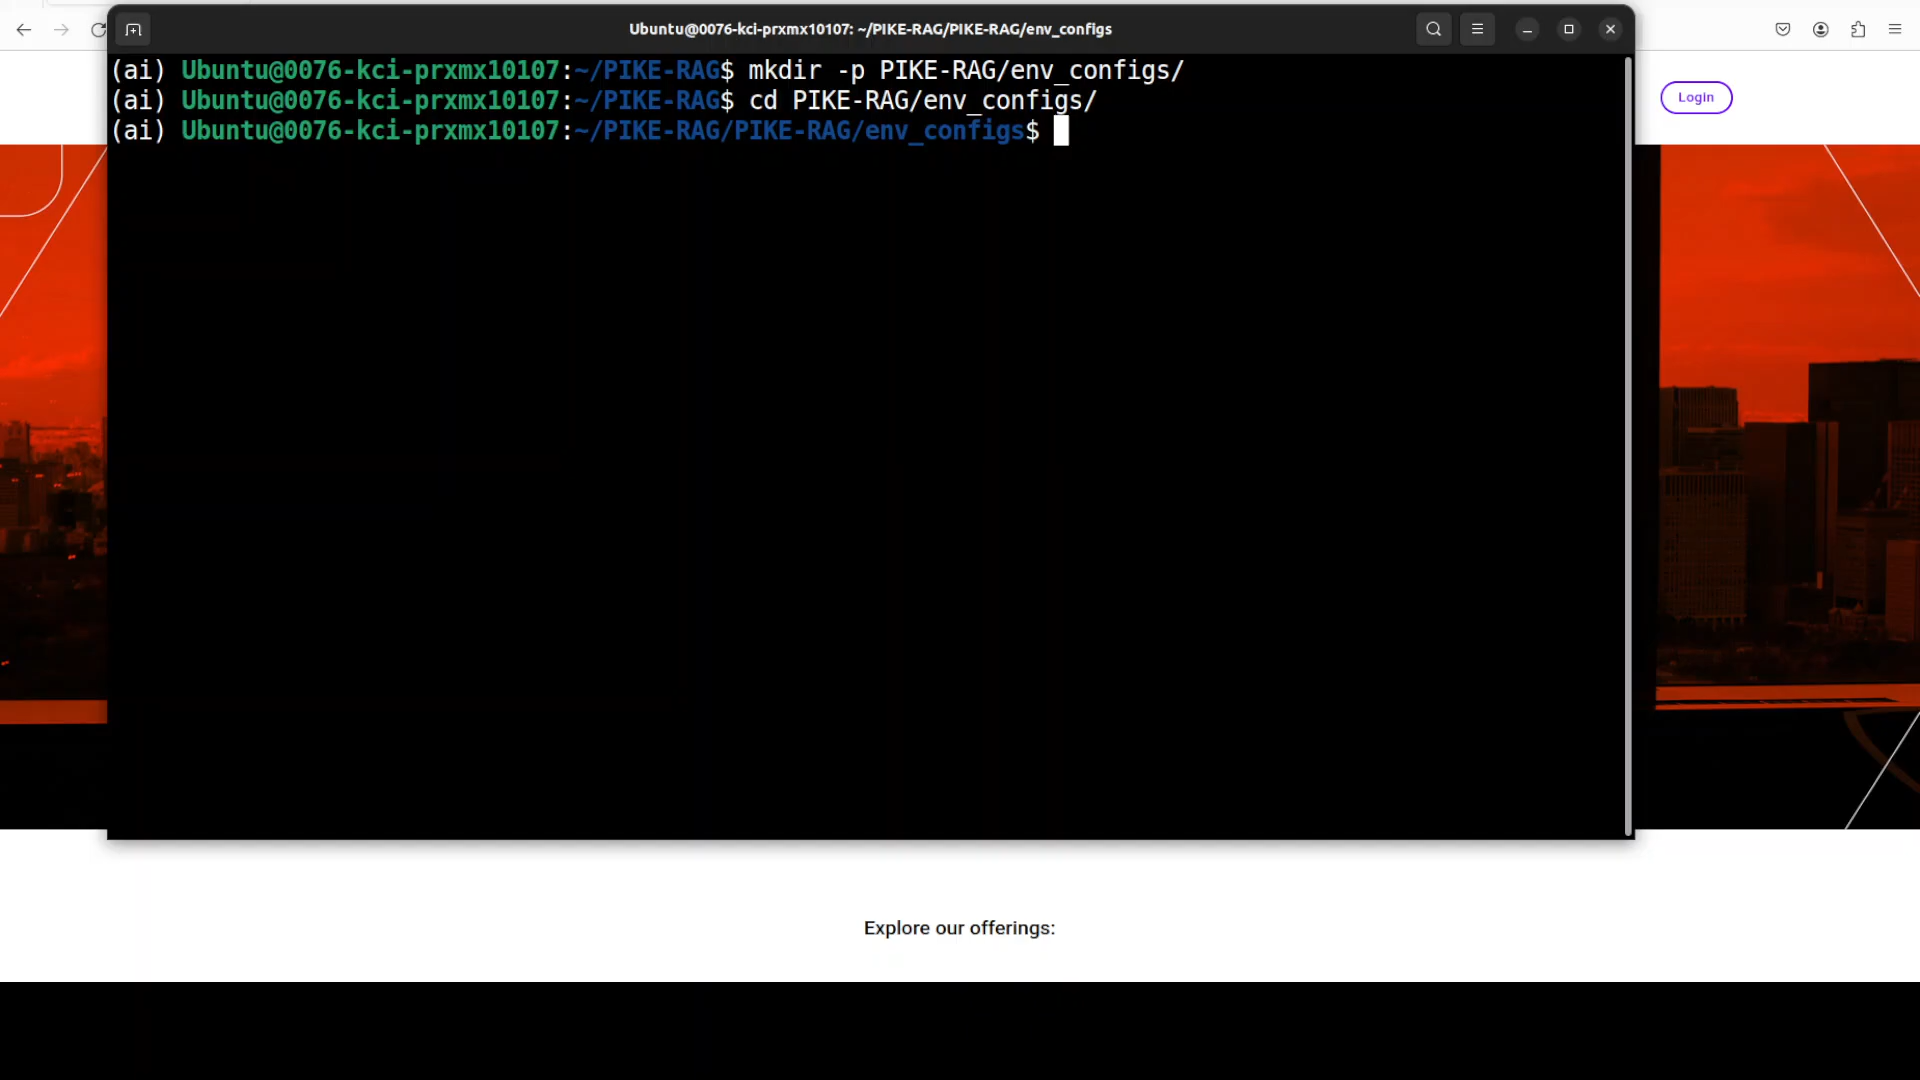 Ubuntu@0076-kci-prxmx10107: ~/PIKE-RAG/PIKE-RAG/env_configs
(ai) Ubuntu@0076-kci-prxmx10107:~/PIKE-RAG$ mkdir -p PIKE-RAG/env_configs/
(ai) Ubuntu@0076-kci-prxmx10107:~/PIKE-RAG$ cd PIKE-RAG/env_configs/
Login
(ai) Ubuntu@0076-kci-prxmx10107:~/PIKE-RAG/PIKE-RAG/env_configs$
Explore our offerings: